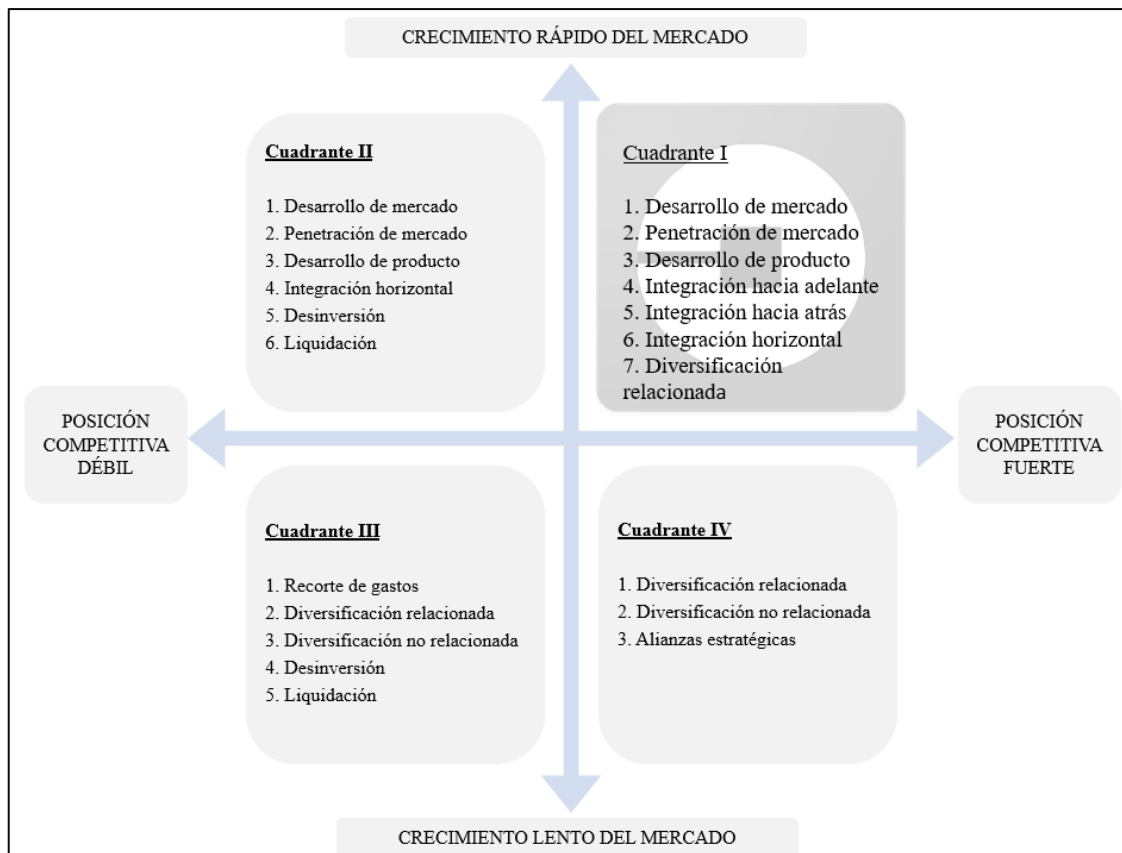 CRECIMIENTO RÁPIDO DEL MERCADO
Cuadrante II
1. Desarrollo de mercado
2. Penetración de mercado
3. Desarrollo de producto
4. Integración horizontal
5. Desinversión
6. Liquidación
Cuadrante I
1. Desarrollo de mercado
2. Penetración de mercado
3. Desarrollo de producto
4. Integración hacia adelante
5. Integración hacia atrás
6. Integración horizontal
7. Diversificación
relacionada
POSICIÓN
COMPETITIVA
DÉBIL
POSICIÓN
COMPETITIVA
FUERTE
Cuadrante III
1. Recorte de gastos
2. Diversificación relacionada
3. Diversificación no relacionada
4. Desinversión
5. Liquidación
Cuadrante IV
1. Diversificación relacionada
2. Diversificación no relacionada
3. Alianzas estratégicas
CRECIMIENTO LENTO DEL MERCADO